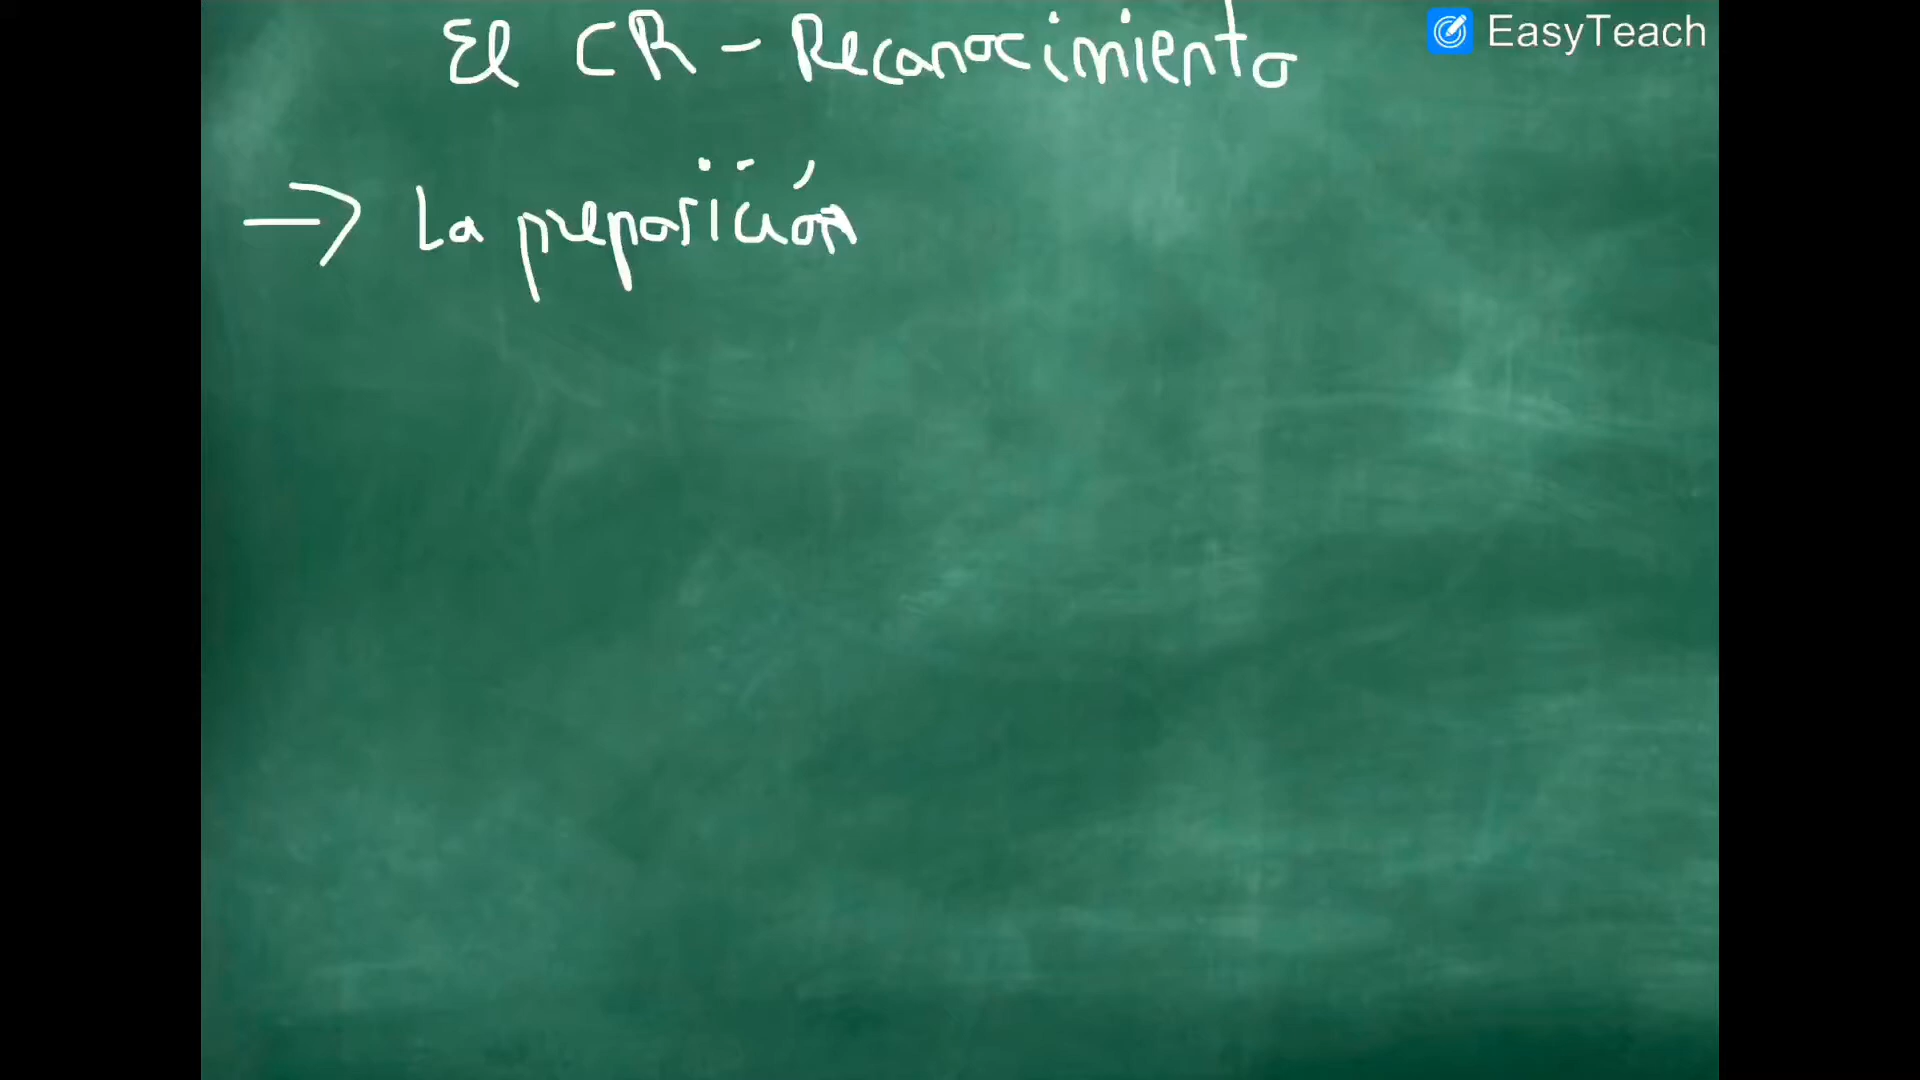 El CR - Reconocimiento
EasyTeach
→ La preposición